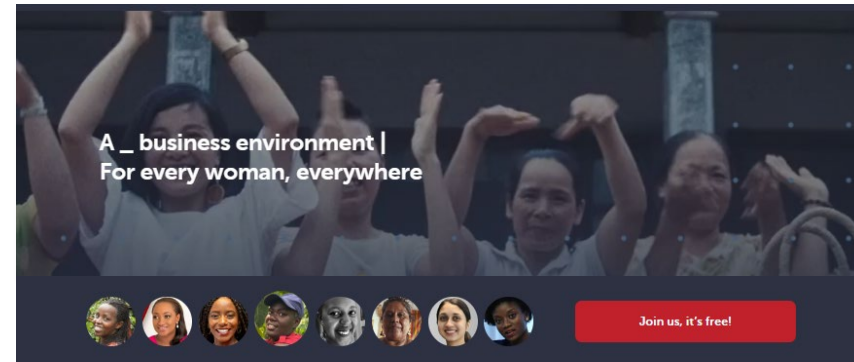 A _ business environment |
For every woman, everywhere
Join us, it's free!